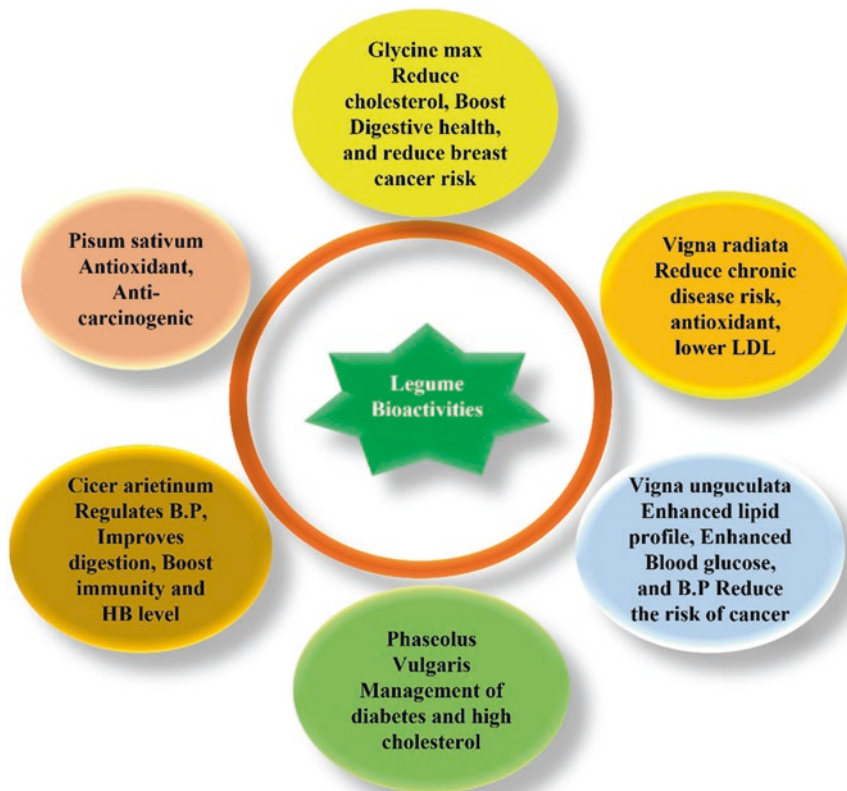 Glycine max
Reduce
cholesterol, Boost
Digestive health,
and reduce breast
cancer risk
Pisum sativum
Antioxidant,
Anti-
carcinogenic
Vigna radiata
Reduce chronic
disease risk,
antioxidant,
lower LDL
Legume
Bioactivities
Cicer arietinum
Regulates B.P,
Improves
digestion, Boost
immunity and
HB level
Vigna unguculata
Enhanced lipid
profile, Enhanced
Blood glucose,
and B.P Reduce
the risk of cancer
Phaseolus
Vulgaris
Management of
diabetes and high
cholesterol